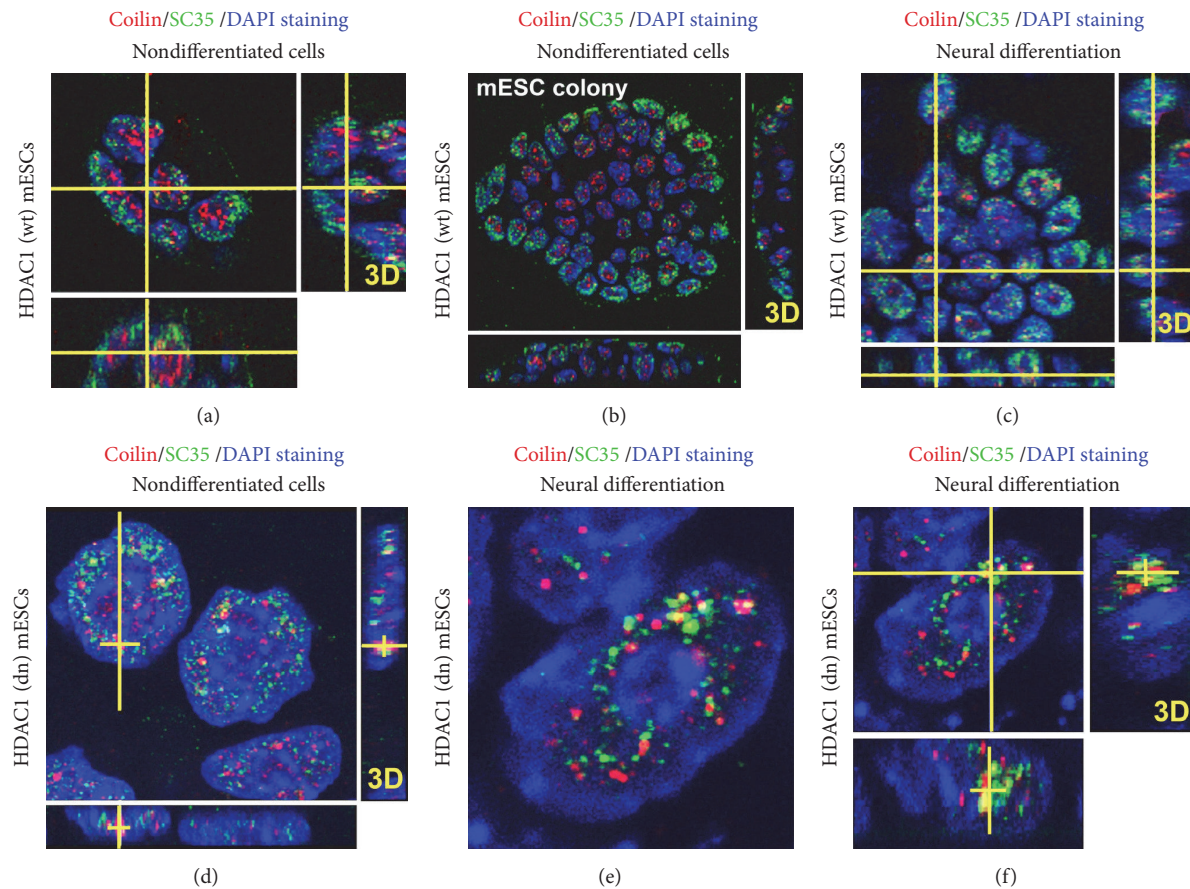 Coilin/SC35 /DAPI staining
Nondifferentiated cells
HDAC1 (wt) mESCs
3D
(a)
Coilin/SC35 /DAPI staining
Nondifferentiated cells
HDAC1 (wt) mESCs
mESC colony
3D
(b)
Coilin/SC35 /DAPI staining
Neural differentiation
HDAC1 (wt) mESCs
3D
(c)
Coilin/SC35 /DAPI staining
Nondifferentiated cells
HDAC1 (dn) mESCs
3D
(d)
Coilin/SC35 /DAPI staining
Neural differentiation
HDAC1 (dn) mESCs
(e)
Coilin/SC35 /DAPI staining
Neural differentiation
HDAC1 (dn) mESCs
3D
(f)